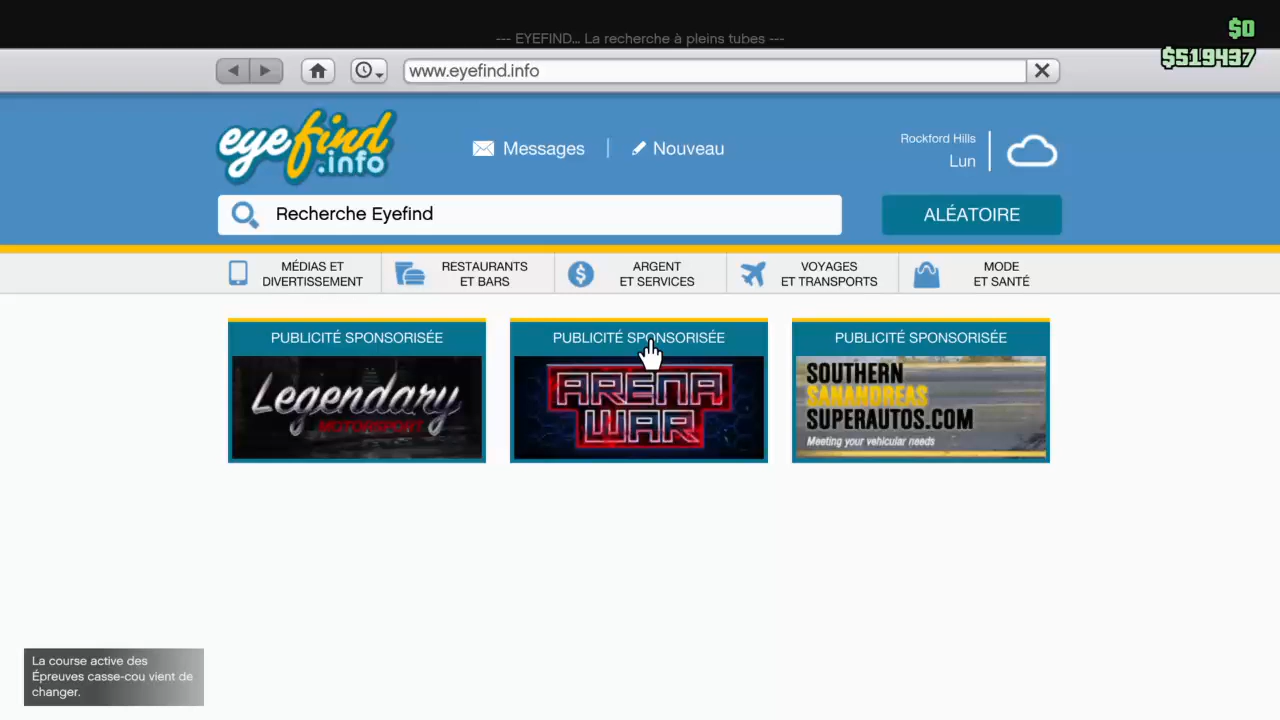 --- EYEFIND... La recherche à pleins tubes ---
$0
$519437
www.eyefind.info
eyefind
.info
Messages
Nouveau
Rockford Hills
Lun
Recherche Eyefind
ALÉATOIRE
MÉDIAS ET
DIVERTISSEMENT
RESTAURANTS
ET BARS
ARGENT
ET SERVICES
VOYAGES
ET TRANSPORTS
MODE
ET SANTÉ
PUBLICITÉ SPONSORISÉE
Legendary
MOTORSPORT
PUBLICITÉ SPONSORISÉE
ARENA
WAR
PUBLICITÉ SPONSORISÉE
SOUTHERN
SANANDREAS
SUPERAUTOS.COM
Meeting your vehicular needs
La course active des
Épreuves casse-cou vient de
changer.